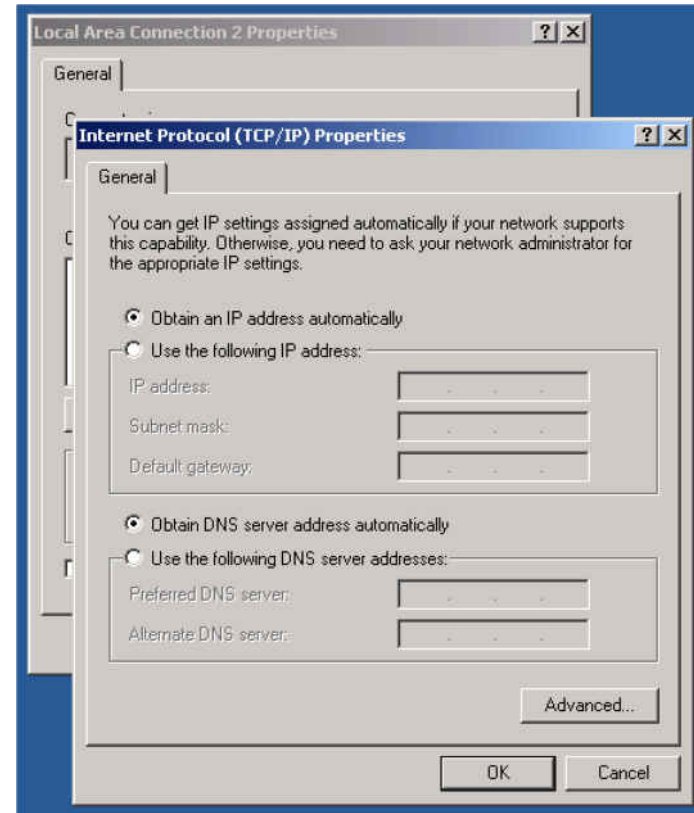 Local Area Connection 2 Properties
General
Internet Protocol (TCP/IP) Properties
General
You can get IP settings assigned automatically if your network supports
this capability. Otherwise, you need to ask your network administrator for
the appropriate IP settings.
Obtain an IP address automatically
Use the following IP address:
IP address:
Subnet mask:
Default gateway:
Obtain DNS server address automatically
Use the following DNS server addresses:
Preferred DNS server:
Alternate DNS server:
Advanced...
OK
Cancel